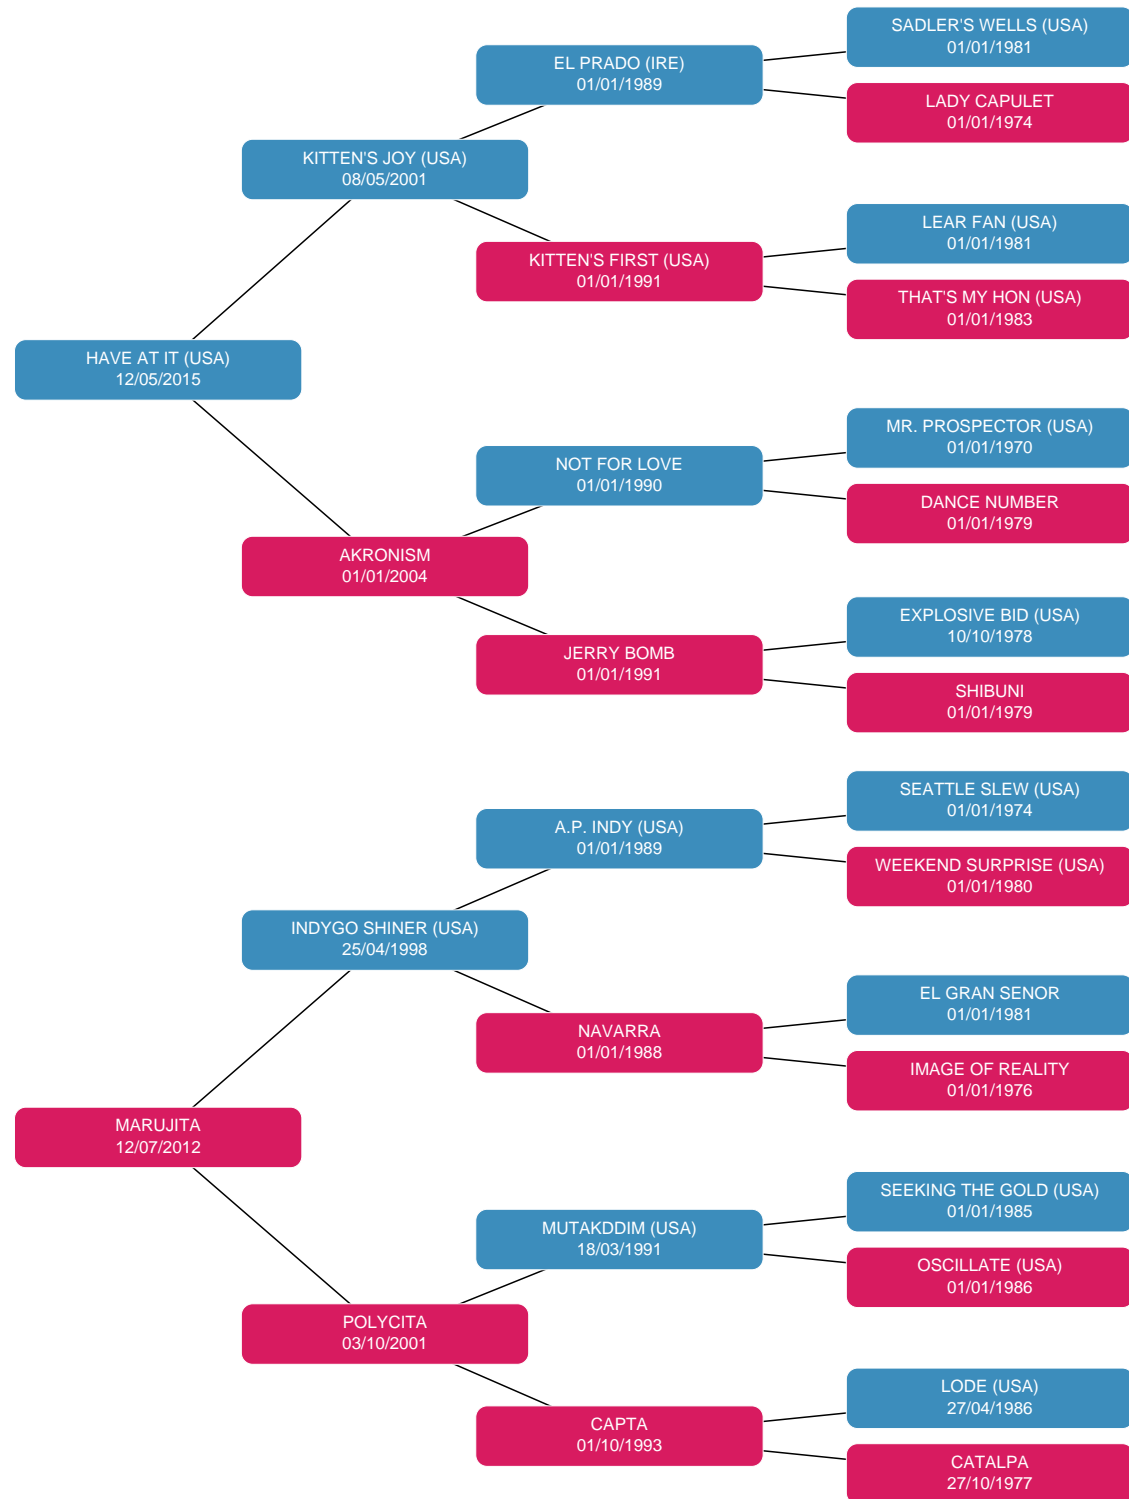 SADLER'S WELLS (USA)
01/01/1981
EL PRADO (IRE)
01/01/1989
LADY CAPULET
01/01/1974
KITTEN'S JOY (USA)
08/05/2001
LEAR FAN (USA)
01/01/1981
KITTEN'S FIRST (USA)
01/01/1991
THAT'S MY HON (USA)
01/01/1983
HAVE AT IT (USA)
12/05/2015
MR. PROSPECTOR (USA)
01/01/1970
NOT FOR LOVE
01/01/1990
DANCE NUMBER
01/01/1979
AKRONISM
01/01/2004
EXPLOSIVE BID (USA)
10/10/1978
JERRY BOMB
01/01/1991
SHIBUNI
01/01/1979
SEATTLE SLEW (USA)
01/01/1974
A.P. INDY (USA)
01/01/1989
WEEKEND SURPRISE (USA)
01/01/1980
INDYGO SHINER (USA)
25/04/1998
EL GRAN SENOR
01/01/1981
NAVARRA
01/01/1988
IMAGE OF REALITY
01/01/1976
MARUJITA
12/07/2012
SEEKING THE GOLD (USA)
01/01/1985
MUTAKDDIM (USA)
18/03/1991
OSCILLATE (USA)
01/01/1986
POLYCITA
03/10/2001
LODE (USA)
27/04/1986
CAPTA
01/10/1993
CATALPA
27/10/1977